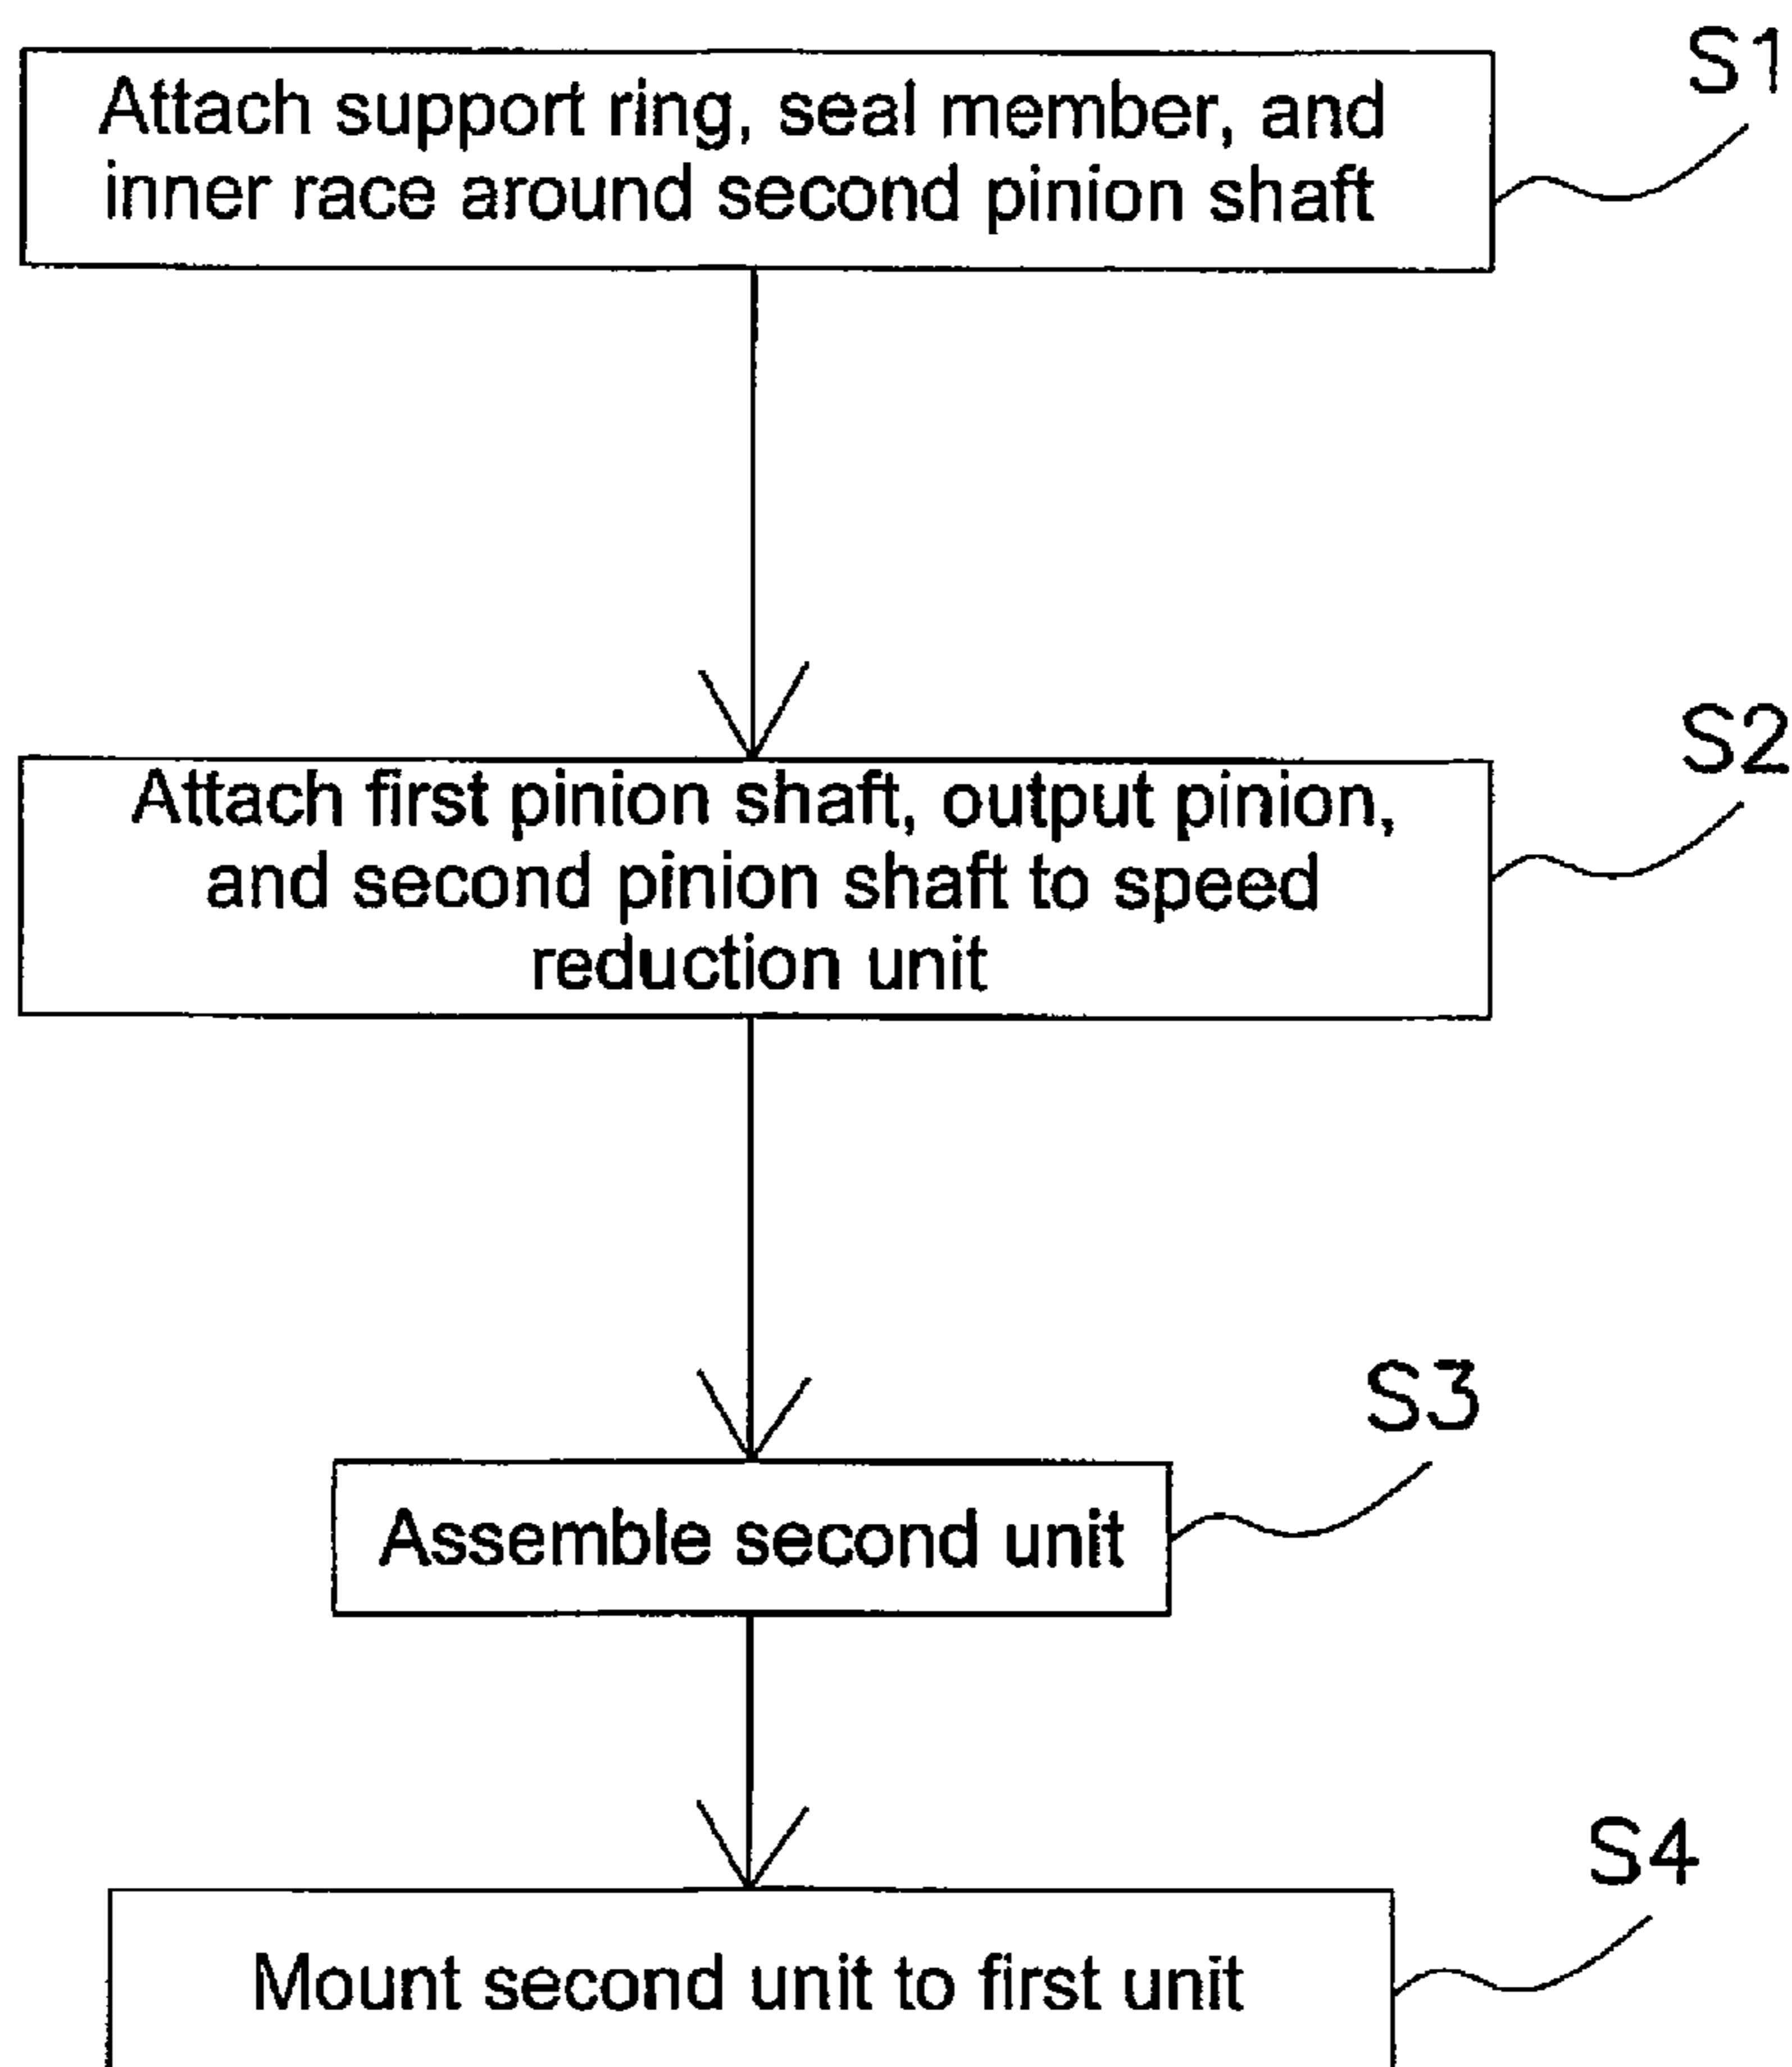 S1
Attach support ring, seal member, and
inner race around second pinion shaft
S2
Attach first pinion shaft, output pinion,
and second pinion shaft to speed
reduction unit
S3
Assemble second unit
S4
Mount second unit to first unit